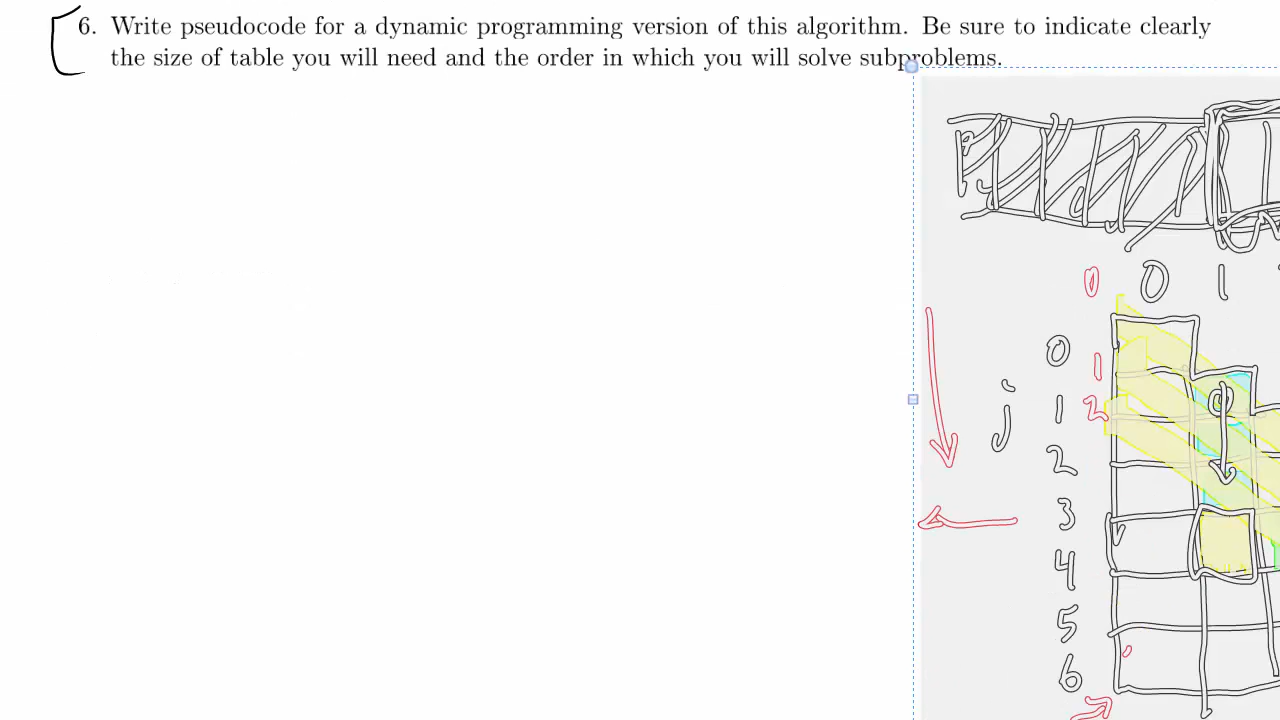 6. Write pseudocode for a dynamic programming version of this algorithm. Be sure to indicate clearly
the size of table you will need and the order in which you will solve subproblems.
0 0 1
0 1
j 1 2
2
3
4
5
6